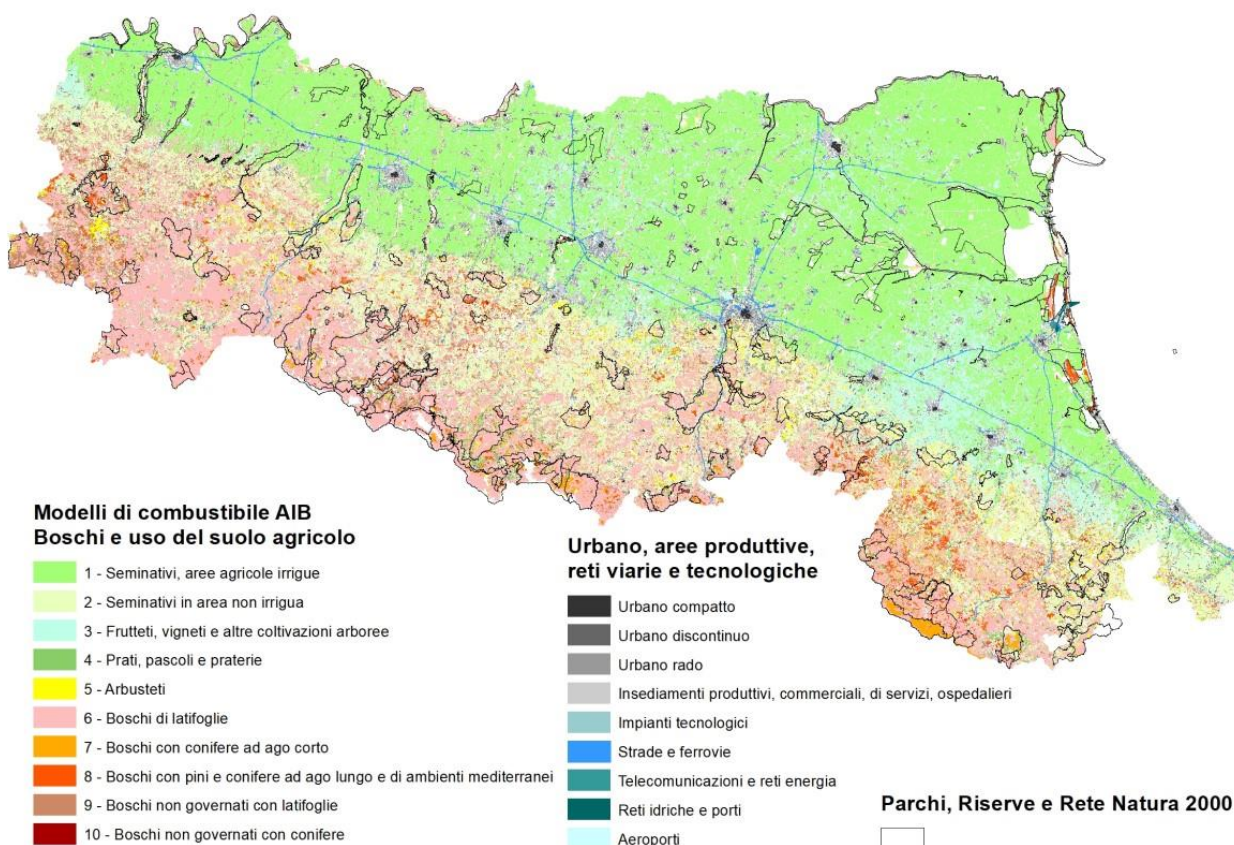 Modelli di combustibile AIB
Boschi e uso del suolo agricolo
1 - Seminativi, aree agricole irrigue
2 - Seminativi in area non irrigua
3 - Frutteti, vigneti e altre coltivazioni arboree
4 - Prati, pascoli e praterie
5 - Arbusteti
6 - Boschi di latifoglie
7 - Boschi con conifere ad ago corto
8 - Boschi con pini e conifere ad ago lungo e di ambienti mediterranei
9 - Boschi non governati con latifoglie
10 - Boschi non governati con conifere
Urbano, aree produttive,
reti viarie e tecnologiche
Urbano compatto
Urbano discontinuo
Urbano rado
Insediamenti produttivi, commerciali, di servizi, ospedalieri
Impianti tecnologici
Strade e ferrovie
Telecomunicazioni e reti energia
Reti idriche e porti
Aeroporti
Parchi, Riserve e Rete Natura 2000